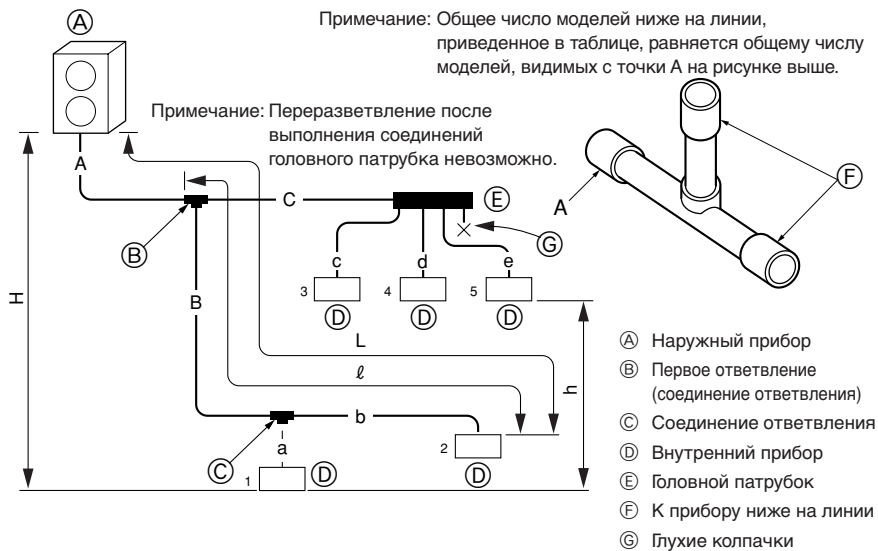 Ⓐ
Примечание: Общее число моделей ниже на линии,
приведенное в таблице, равняется общему числу
моделей, видимых с точки А на рисунке выше.
Примечание: Переразветвление после
выполнения соединений
головного патрубка невозможно.
A
C
Ⓔ
Ⓑ
Ⓖ
A
Ⓕ
c
d
e
3
4
5
Ⓓ
Ⓓ
Ⓓ
B
H
L
ℓ
h
b
a
Ⓒ
1
Ⓓ
2
Ⓓ
Ⓐ Наружный прибор
Ⓑ Первое ответвление
(соединение ответвления)
Ⓒ Соединение ответвления
Ⓓ Внутренний прибор
Ⓔ Головной патрубок
Ⓕ К прибору ниже на линии
Ⓖ Глухие колпачки